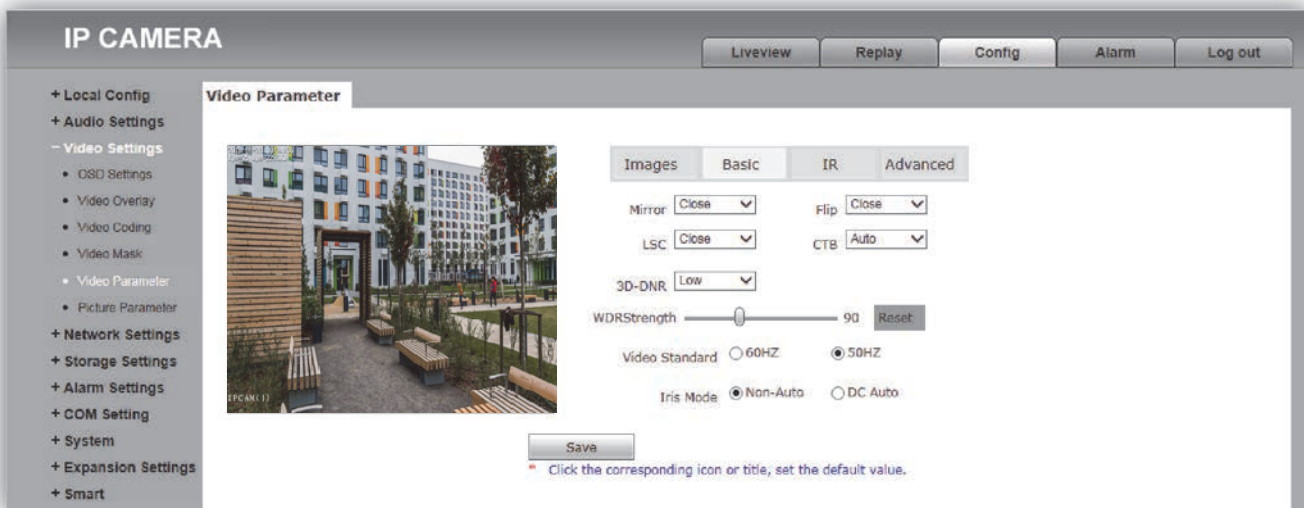 IP CAMERA
Liveview Replay Config Alarm Log out
+ Local Config
+ Audio Settings
− Video Settings
• OSD Settings
• Video Overlay
• Video Coding
• Video Mask
• Video Parameter
• Picture Parameter
+ Network Settings
+ Storage Settings
+ Alarm Settings
+ COM Setting
+ System
+ Expansion Settings
+ Smart
Video Parameter
IPCAM(1)
Images Basic IR Advanced
Mirror Close Flip Close
LSC Close CTB Auto
3D-DNR Low
WDRStrength 90 Reset
Video Standard 60HZ 50HZ
Iris Mode Non-Auto DC Auto
Save
* Click the corresponding icon or title, set the default value.